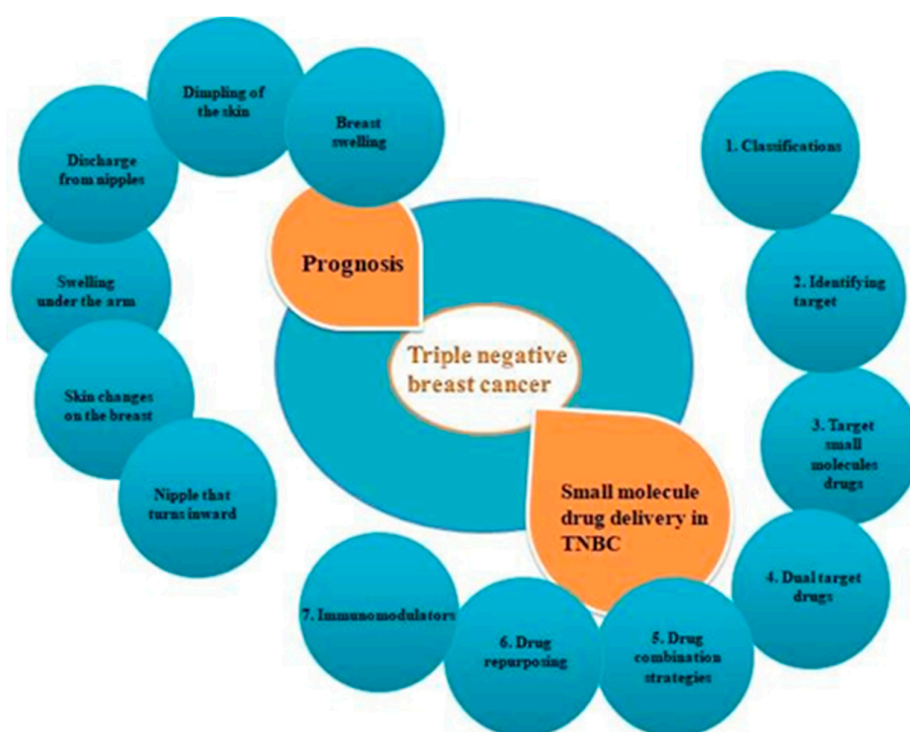 Dimpling of
the skin
Breast
swelling
Discharge
from nipples
Swelling
under the arm
Skin changes
on the breast
Nipple that
turns inward
Prognosis
Triple negative
breast cancer
Small molecule
drug delivery in
TNBC
1. Classifications
2. Identifying
target
3. Target
small
molecules
drugs
4. Dual target
drugs
5. Drug
combination
strategies
6. Drug
repurposing
7. Immunomodulators